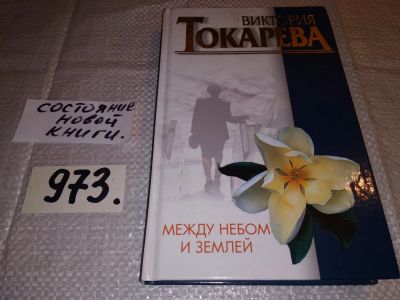 ВИКТОРИЯ
ТОКАРЕВА
СОСТОЯНИЕ
НОВОЙ
КНИГИ.
973.
МЕЖДУ НЕБОМ
И ЗЕМЛЕЙ